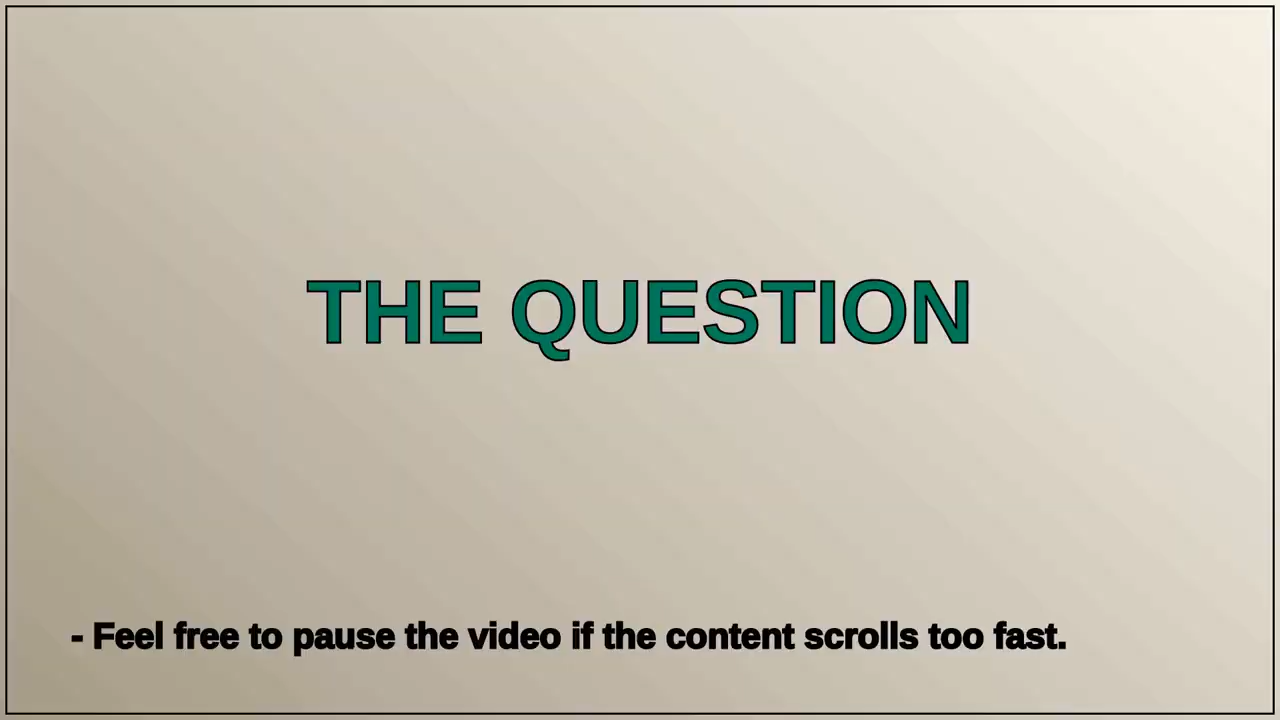 THE QUESTION
- Feel free to pause the video if the content scrolls too fast.